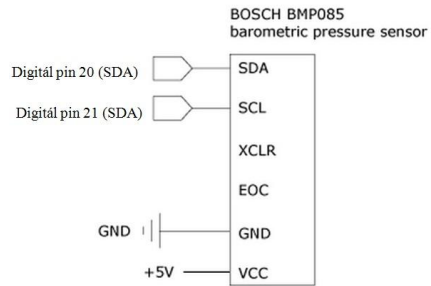 BOSCH BMP085
barometric pressure sensor
Digitál pin 20 (SDA)
SDA
Digitál pin 21 (SDA)
SCL
XCLR
EOC
GND
GND
+5V
VCC